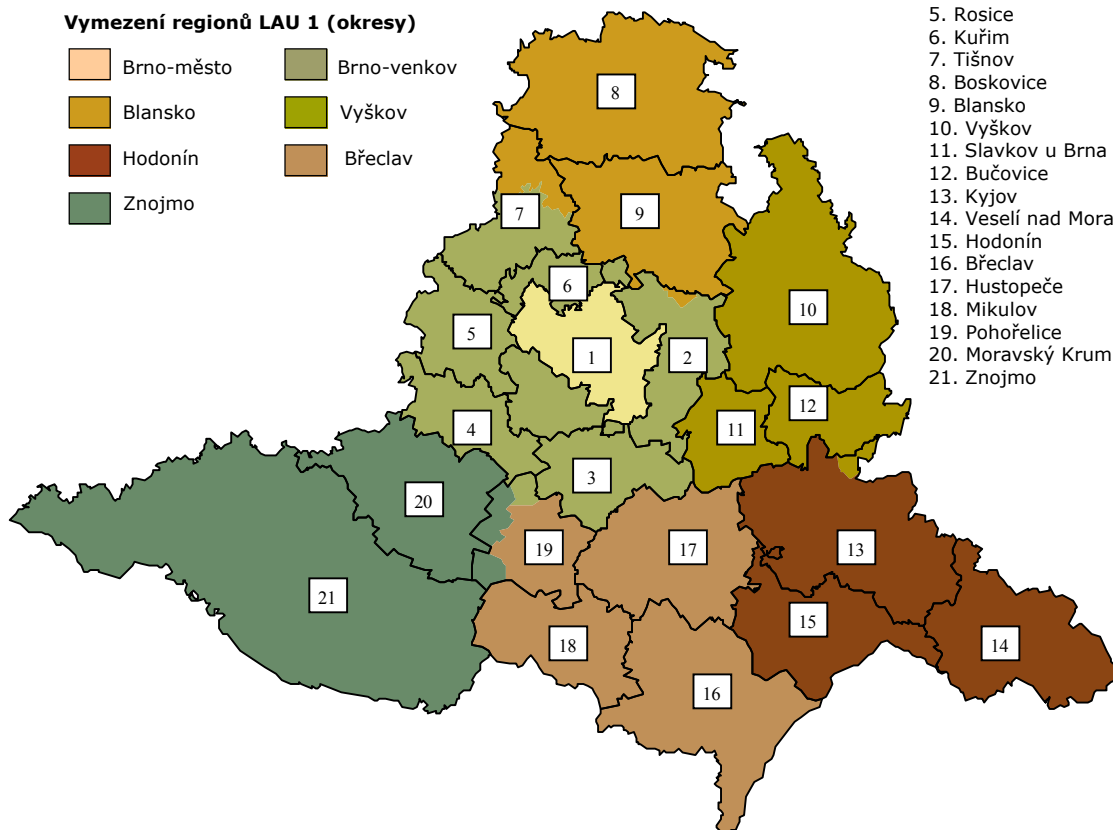 Vymezení regionů LAU 1 (okresy)
Brno-město
Brno-venkov
Blansko
Vyškov
Hodonín
Břeclav
Znojmo
5. Rosice
6. Kuřim
7. Tišnov
8. Boskovice
9. Blansko
10. Vyškov
11. Slavkov u Brna
12. Bučovice
13. Kyjov
14. Veselí nad Mora
15. Hodonín
16. Břeclav
17. Hustopeče
18. Mikulov
19. Pohořelice
20. Moravský Krum
21. Znojmo
8
7
9
6
10
5
1
2
12
4
11
3
20
19
17
13
21
15
18
14
16